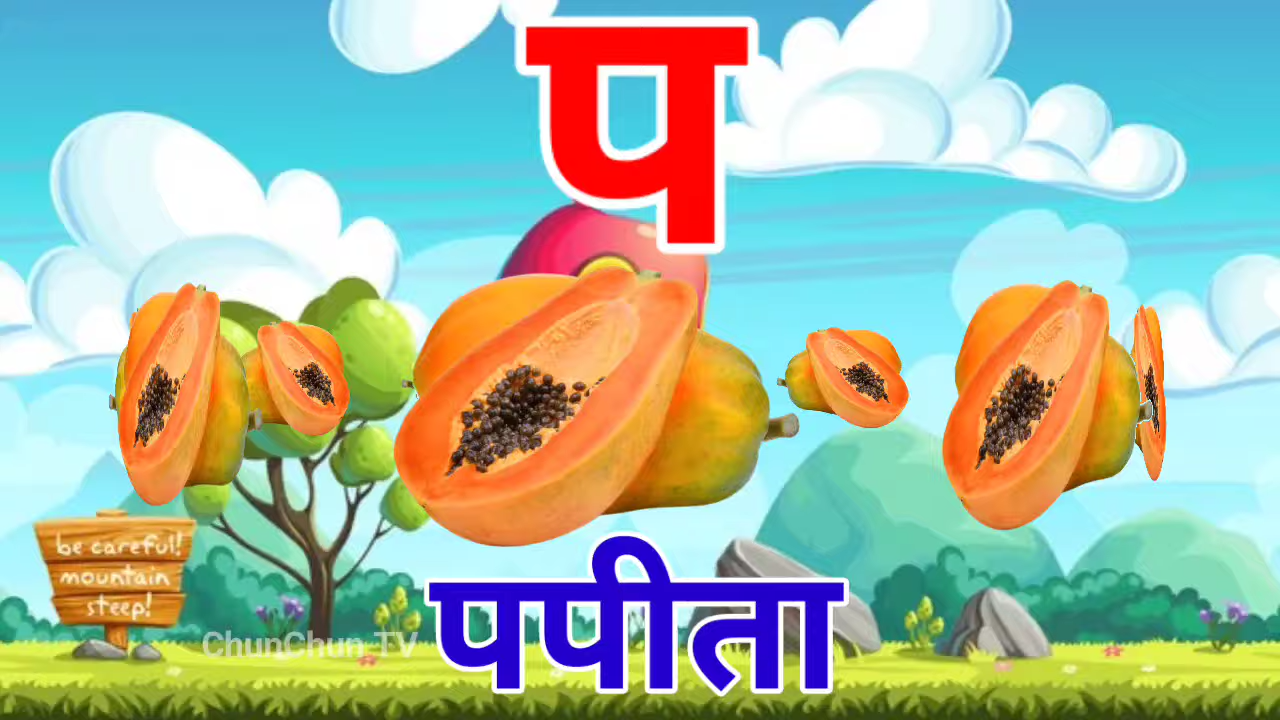 प
be careful!
mountain
steep!
ChunChun TV
पपीता